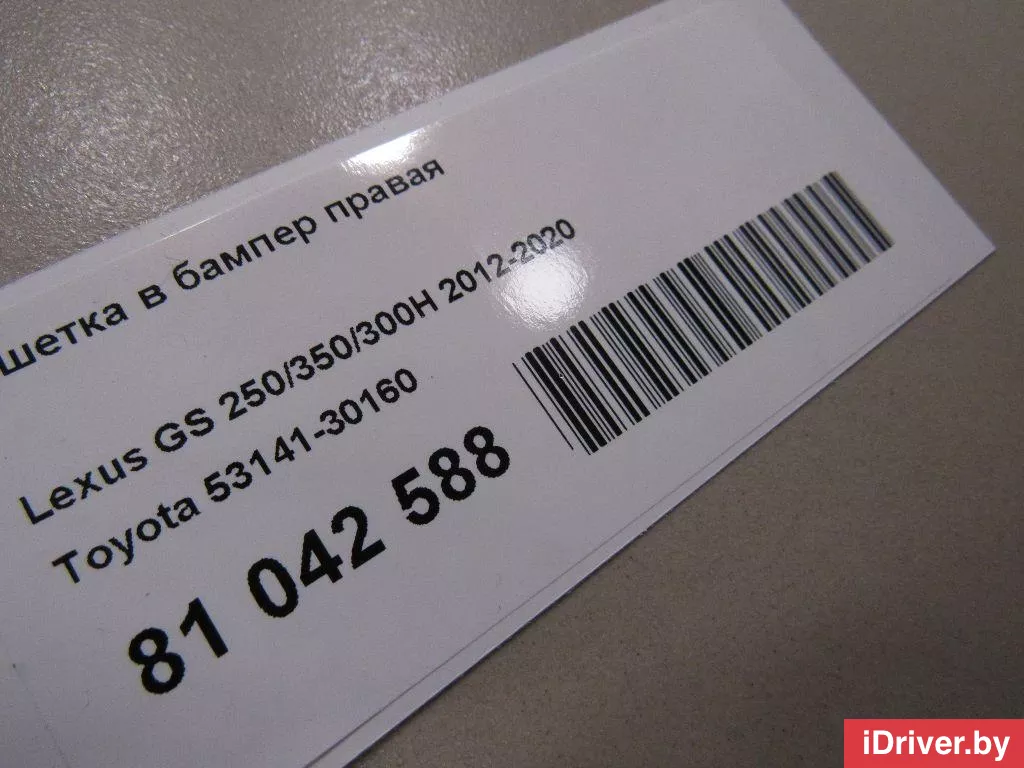 шетка в бампер правая
Lexus GS 250/350/300H 2012-2020
Toyota 53141-30160
81 042 588
iDriver.by